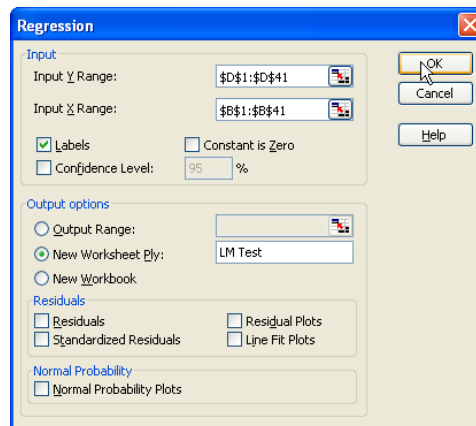 Regression
Input
Input Y Range: $D$1:$D$41
Input X Range: $B$1:$B$41
Labels Constant is Zero
Confidence Level: 95 %
OK
Cancel
Help
Output options
Output Range:
New Worksheet Ply: LM Test
New Workbook
Residuals
Residuals Residual Plots
Standardized Residuals Line Fit Plots
Normal Probability
Normal Probability Plots